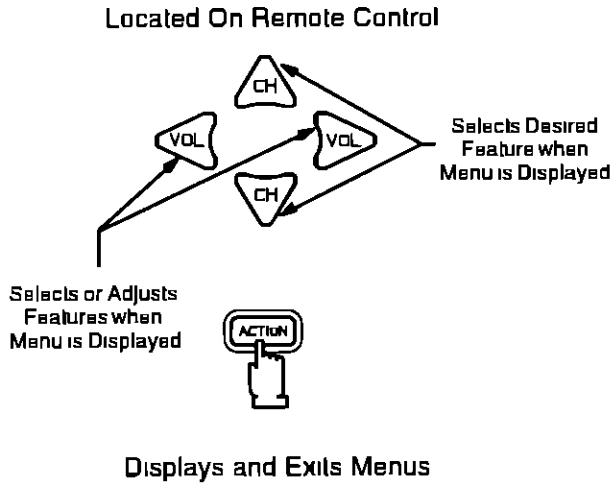 Located On Remote Control
CH
VOL
VOL
CH
Selects Desired
Feature when
Menu is Displayed
Selects or Adjusts
Features when
Menu is Displayed
ACTION
Displays and Exits Menus